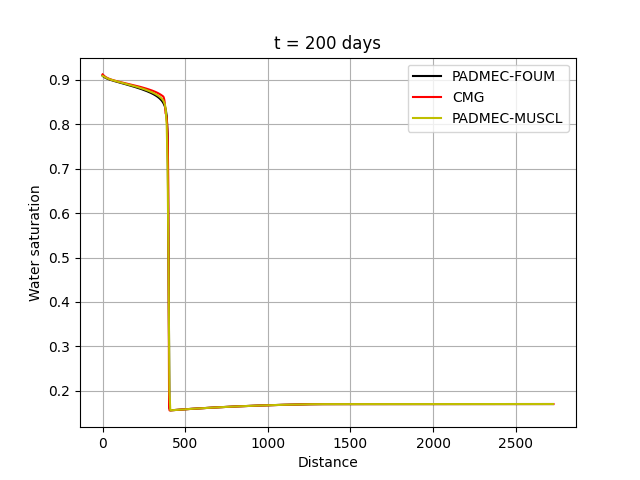 t = 200 days
PADMEC-FOUM
CMG
PADMEC-MUSCL
Water saturation
0.9
0.8
0.7
0.6
0.5
0.4
0.3
0.2
0 500 1000 1500 2000 2500
Distance